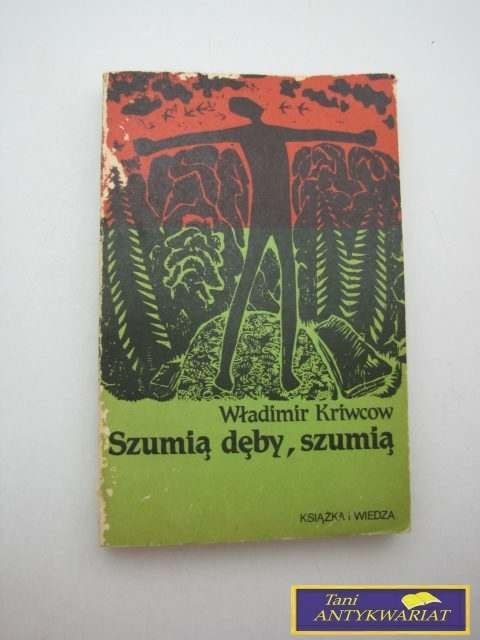 Władimir Kriwcow
Szumią dęby, szumią
KSIĄŻKA i WIEDZA
Tani
ANTYKWARIAT